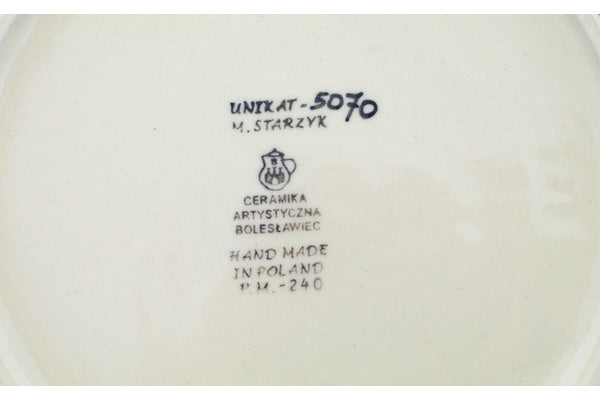 UNIKAT-5070
M. STARZYK
CERAMIKA
ARTYSTYCZNA
BOLESŁAWIEC
HAND MADE
IN POLAND
P.M.-240